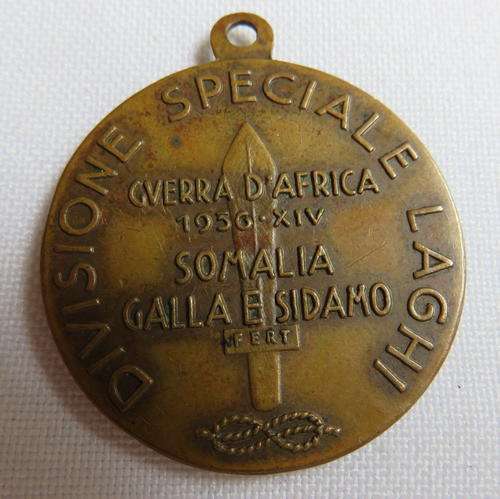 DIVISIONE SPECIALE LAGHI
GVERRA D'AFRICA
1936·XIV
SOMALIA
GALLA E SIDAMO
FERT